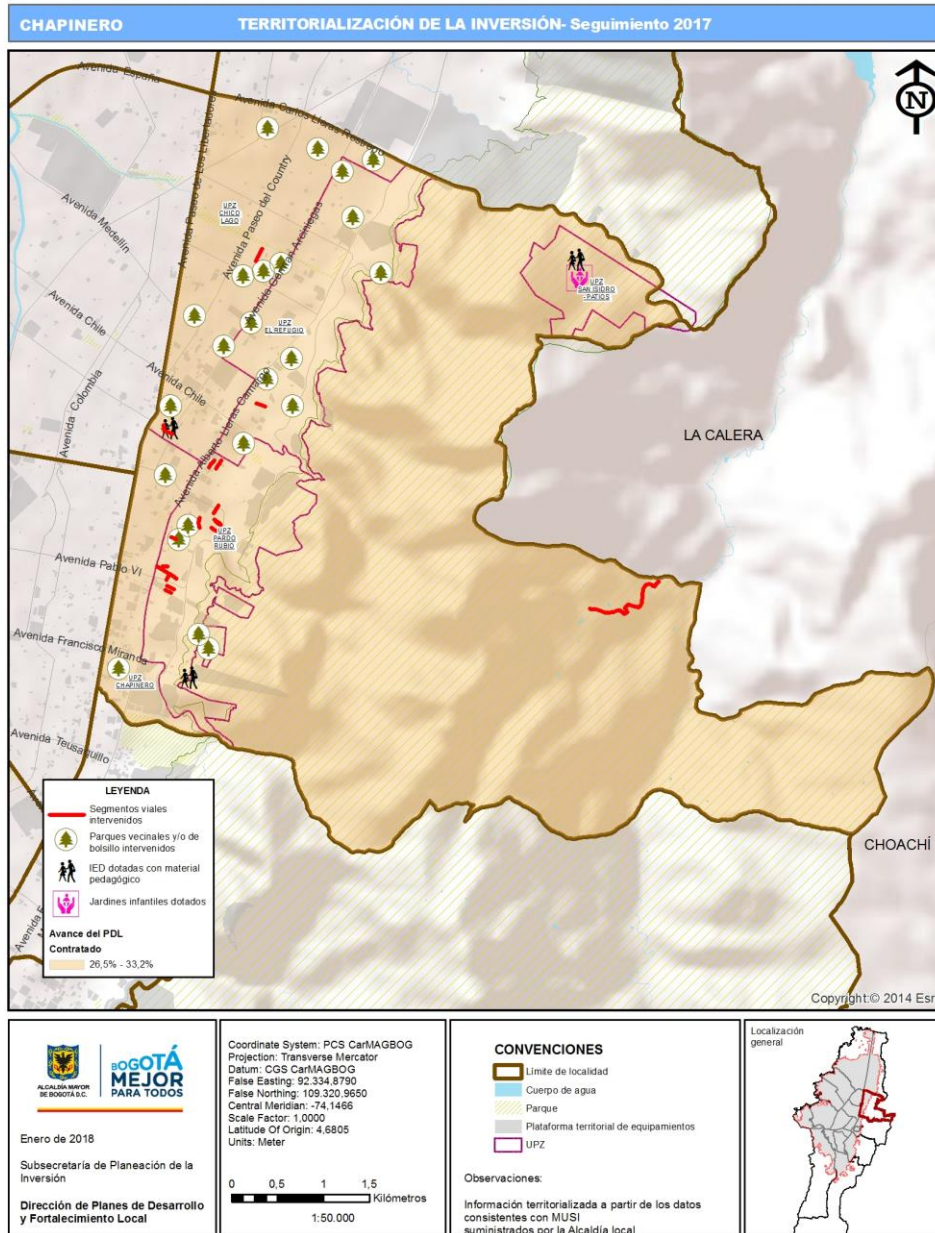 CHAPINERO
TERRITORIALIZACIÓN DE LA INVERSIÓN- Seguimiento 2017
Avenida España
Avenida Carlos Lleras Restrepo
Avenida Paseo de Los Libertadores
N
Avenida Paseo del Country
UPZ
CHICO
LAGO
Avenida Medellín
Avenida Germán Arciniegas
UPZ
SAN ISIDRO
- PATIOS
Avenida Chile
UPZ
EL REFUGIO
Avenida Chile
Avenida Colombia
Avenida Alberto Lleras Camargo
LA CALERA
UPZ
PARDO
RUBIO
Avenida Pablo VI
Avenida Francisco Miranda
UPZ
CHAPINERO
Avenida Teusaquillo
CHOACHÍ
LEYENDA
Segmentos viales
intervenidos
Parques vecinales y/o de
bolsillo intervenidos
IED dotadas con material
pedagógico
Jardines infantiles dotados
Avance del PDL
Contratado
26,5% - 33,2%
Copyright:© 2014 Esri
ALCALDÍA MAYOR
DE BOGOTÁ D.C.
BOGOTÁ
MEJOR
PARA TODOS
Enero de 2018
Subsecretaría de Planeación de la
Inversión
Dirección de Planes de Desarrollo
y Fortalecimiento Local
Coordinate System: PCS CarMAGBOG
Projection: Transverse Mercator
Datum: CGS CarMAGBOG
False Easting: 92.334,8790
False Northing: 109.320,9650
Central Meridian: -74,1466
Scale Factor: 1,0000
Latitude Of Origin: 4,6805
Units: Meter
0 0,5 1 1,5
Kilómetros
1:50.000
CONVENCIONES
Limite de localidad
Cuerpo de agua
Parque
Plataforma territorial de equipamientos
UPZ
Observaciones:
Información territorializada a partir de los datos
consistentes con MUSI
suministrados por la Alcaldía local
Localización
general